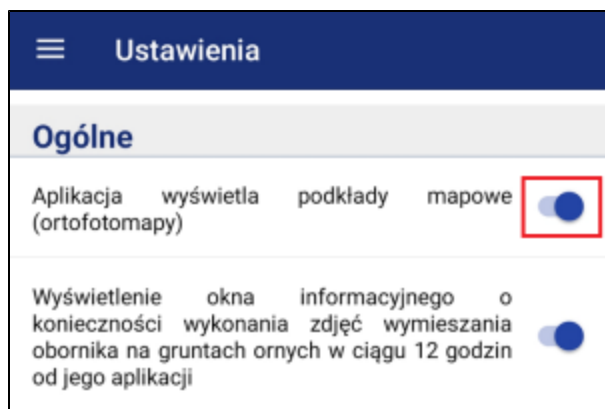 Ustawienia
Ogólne
Aplikacja wyświetla podkłady mapowe
(ortofotomapy)
Wyświetlenie okna informacyjnego o
konieczności wykonania zdjęć wymieszania
obornika na gruntach ornych w ciągu 12 godzin
od jego aplikacji